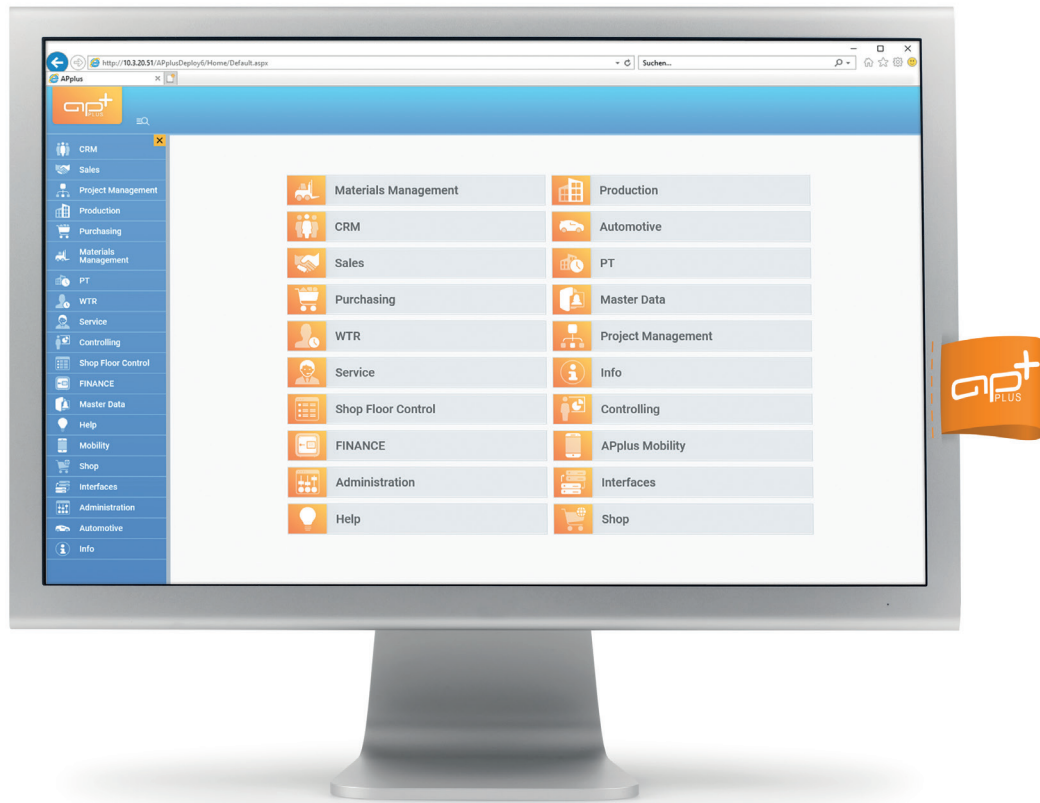 http://10.3.20.51/APplusDeploy6/Home/Default.aspx
Suchen...
APplus
ap+
PLUS
CRM
Sales
Project Management
Production
Purchasing
Materials
Management
PT
WTR
Service
Controlling
Shop Floor Control
FINANCE
Master Data
Help
Mobility
Shop
Interfaces
Administration
Automotive
Info
Materials Management
Production
CRM
Automotive
Sales
PT
Purchasing
Master Data
WTR
Project Management
Service
Info
Shop Floor Control
Controlling
FINANCE
APplus Mobility
Administration
Interfaces
Help
Shop
ap+
PLUS